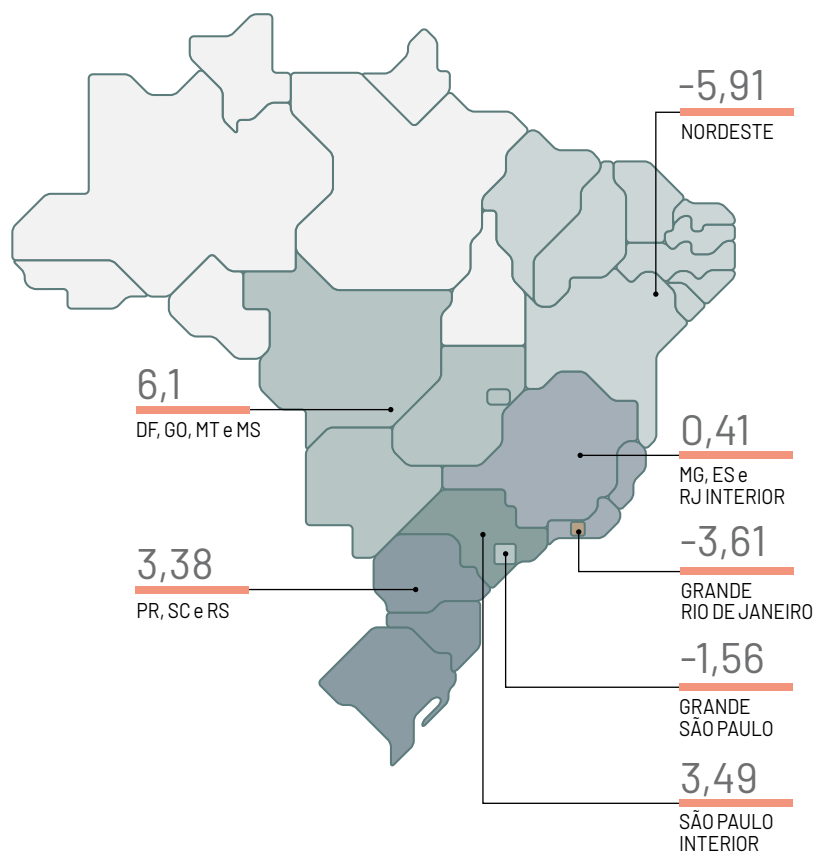 -5,91
NORDESTE
6,1
DF, GO, MT e MS
0,41
MG, ES e
RJ INTERIOR
3,38
PR, SC e RS
-3,61
GRANDE
RIO DE JANEIRO
-1,56
GRANDE
SÃO PAULO
3,49
SÃO PAULO
INTERIOR